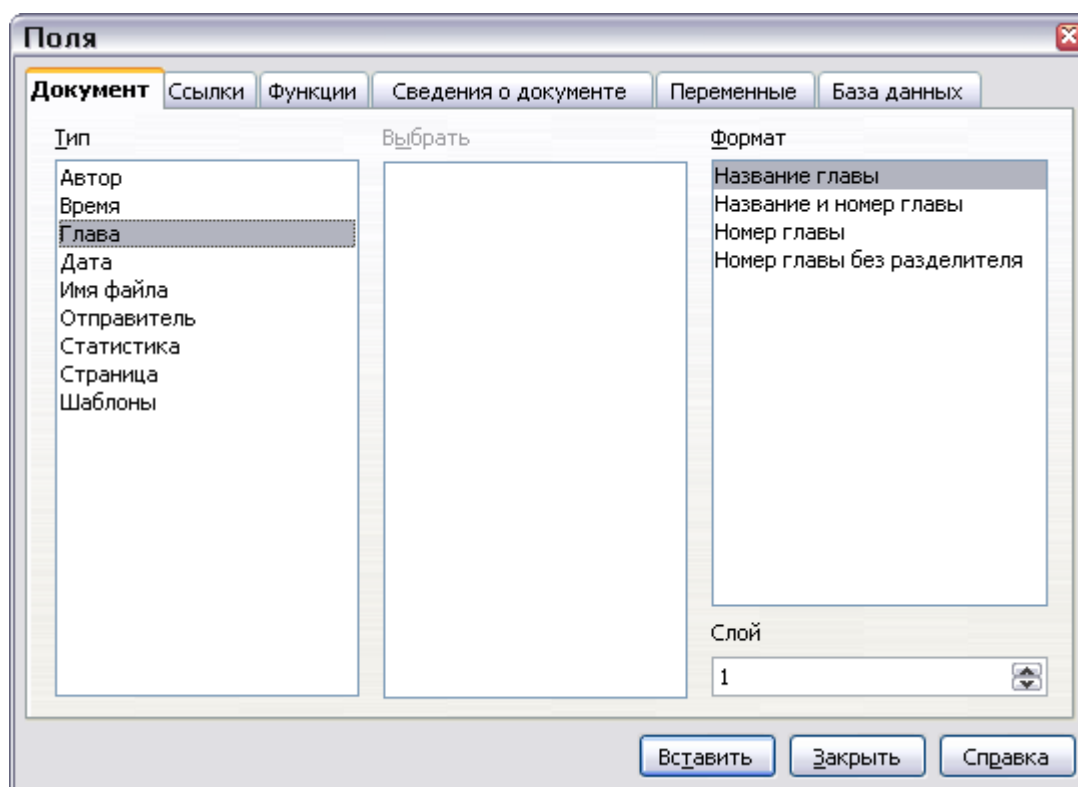 Поля
Документ Ссылки Функции Сведения о документе Переменные База данных
Тип
Автор
Время
Глава
Дата
Имя файла
Отправитель
Статистика
Страница
Шаблоны
Выбрать
Формат
Название главы
Название и номер главы
Номер главы
Номер главы без разделителя
Слой
1
Вставить Закрыть Справка